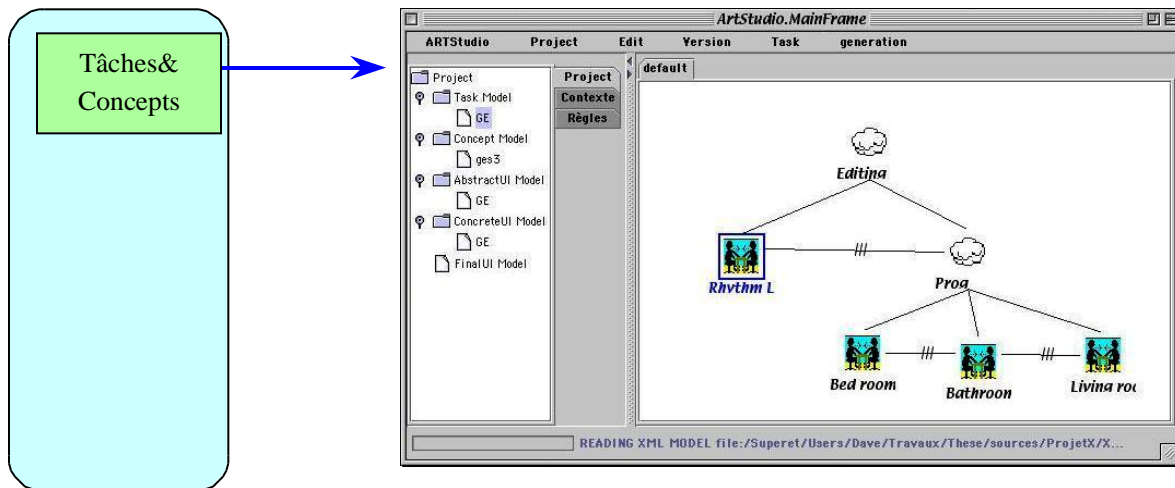 Tâches&
Concepts
ArtStudio.MainFrame
ARTStudio Project Edit Version Task generation
Project
Task Model
GE
Concept Model
ges3
AbstractUI Model
GE
ConcreteUI Model
GE
FinalUI Model
Project
Contexte
Règles
default
Editing
Rhythm L
Prog
Bed room
Bathroon
Living roo
READING XML MODEL file:/Superet/Users/Dave/Travaux/These/sources/ProjetX/X...